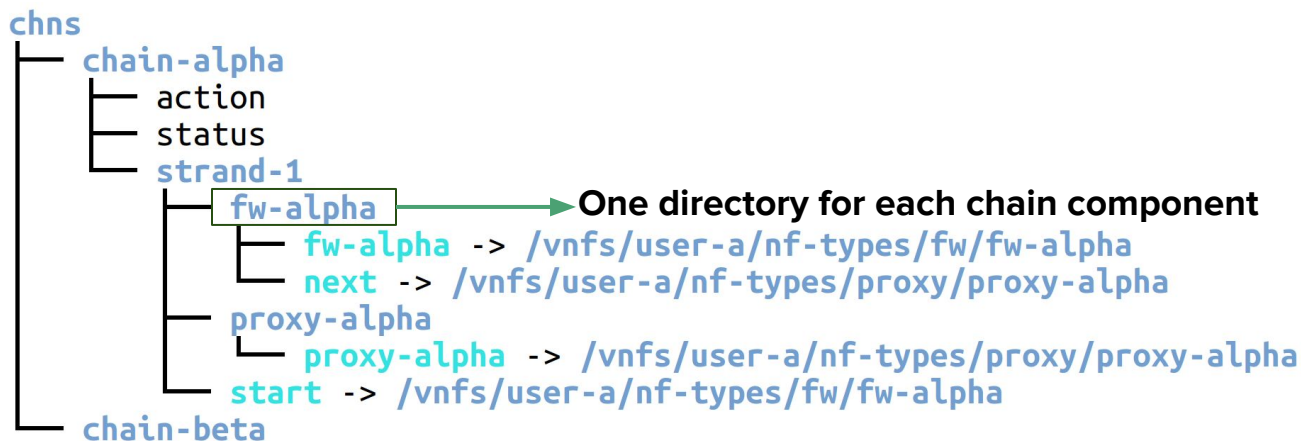 chns
chain-alpha
action
status
strand-1
fw-alpha One directory for each chain component
fw-alpha -> /vnfs/user-a/nf-types/fw/fw-alpha
next -> /vnfs/user-a/nf-types/proxy/proxy-alpha
proxy-alpha
proxy-alpha -> /vnfs/user-a/nf-types/proxy/proxy-alpha
start -> /vnfs/user-a/nf-types/fw/fw-alpha
chain-beta